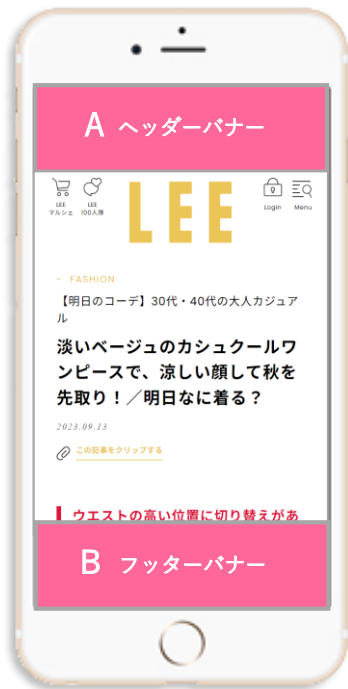 A ヘッダーバナー
LEE
マルシェ
LEE
100人隊
LEE
Login
Menu
– FASHION
【明日のコーデ】30代・40代の大人カジュア
ル
淡いベージュのカシュクールワ
ンピースで、涼しい顔して秋を
先取り！／明日なに着る？
2023.09.13
この記事をクリップする
ウエストの高い位置に切り替えがあ
B フッターバナー